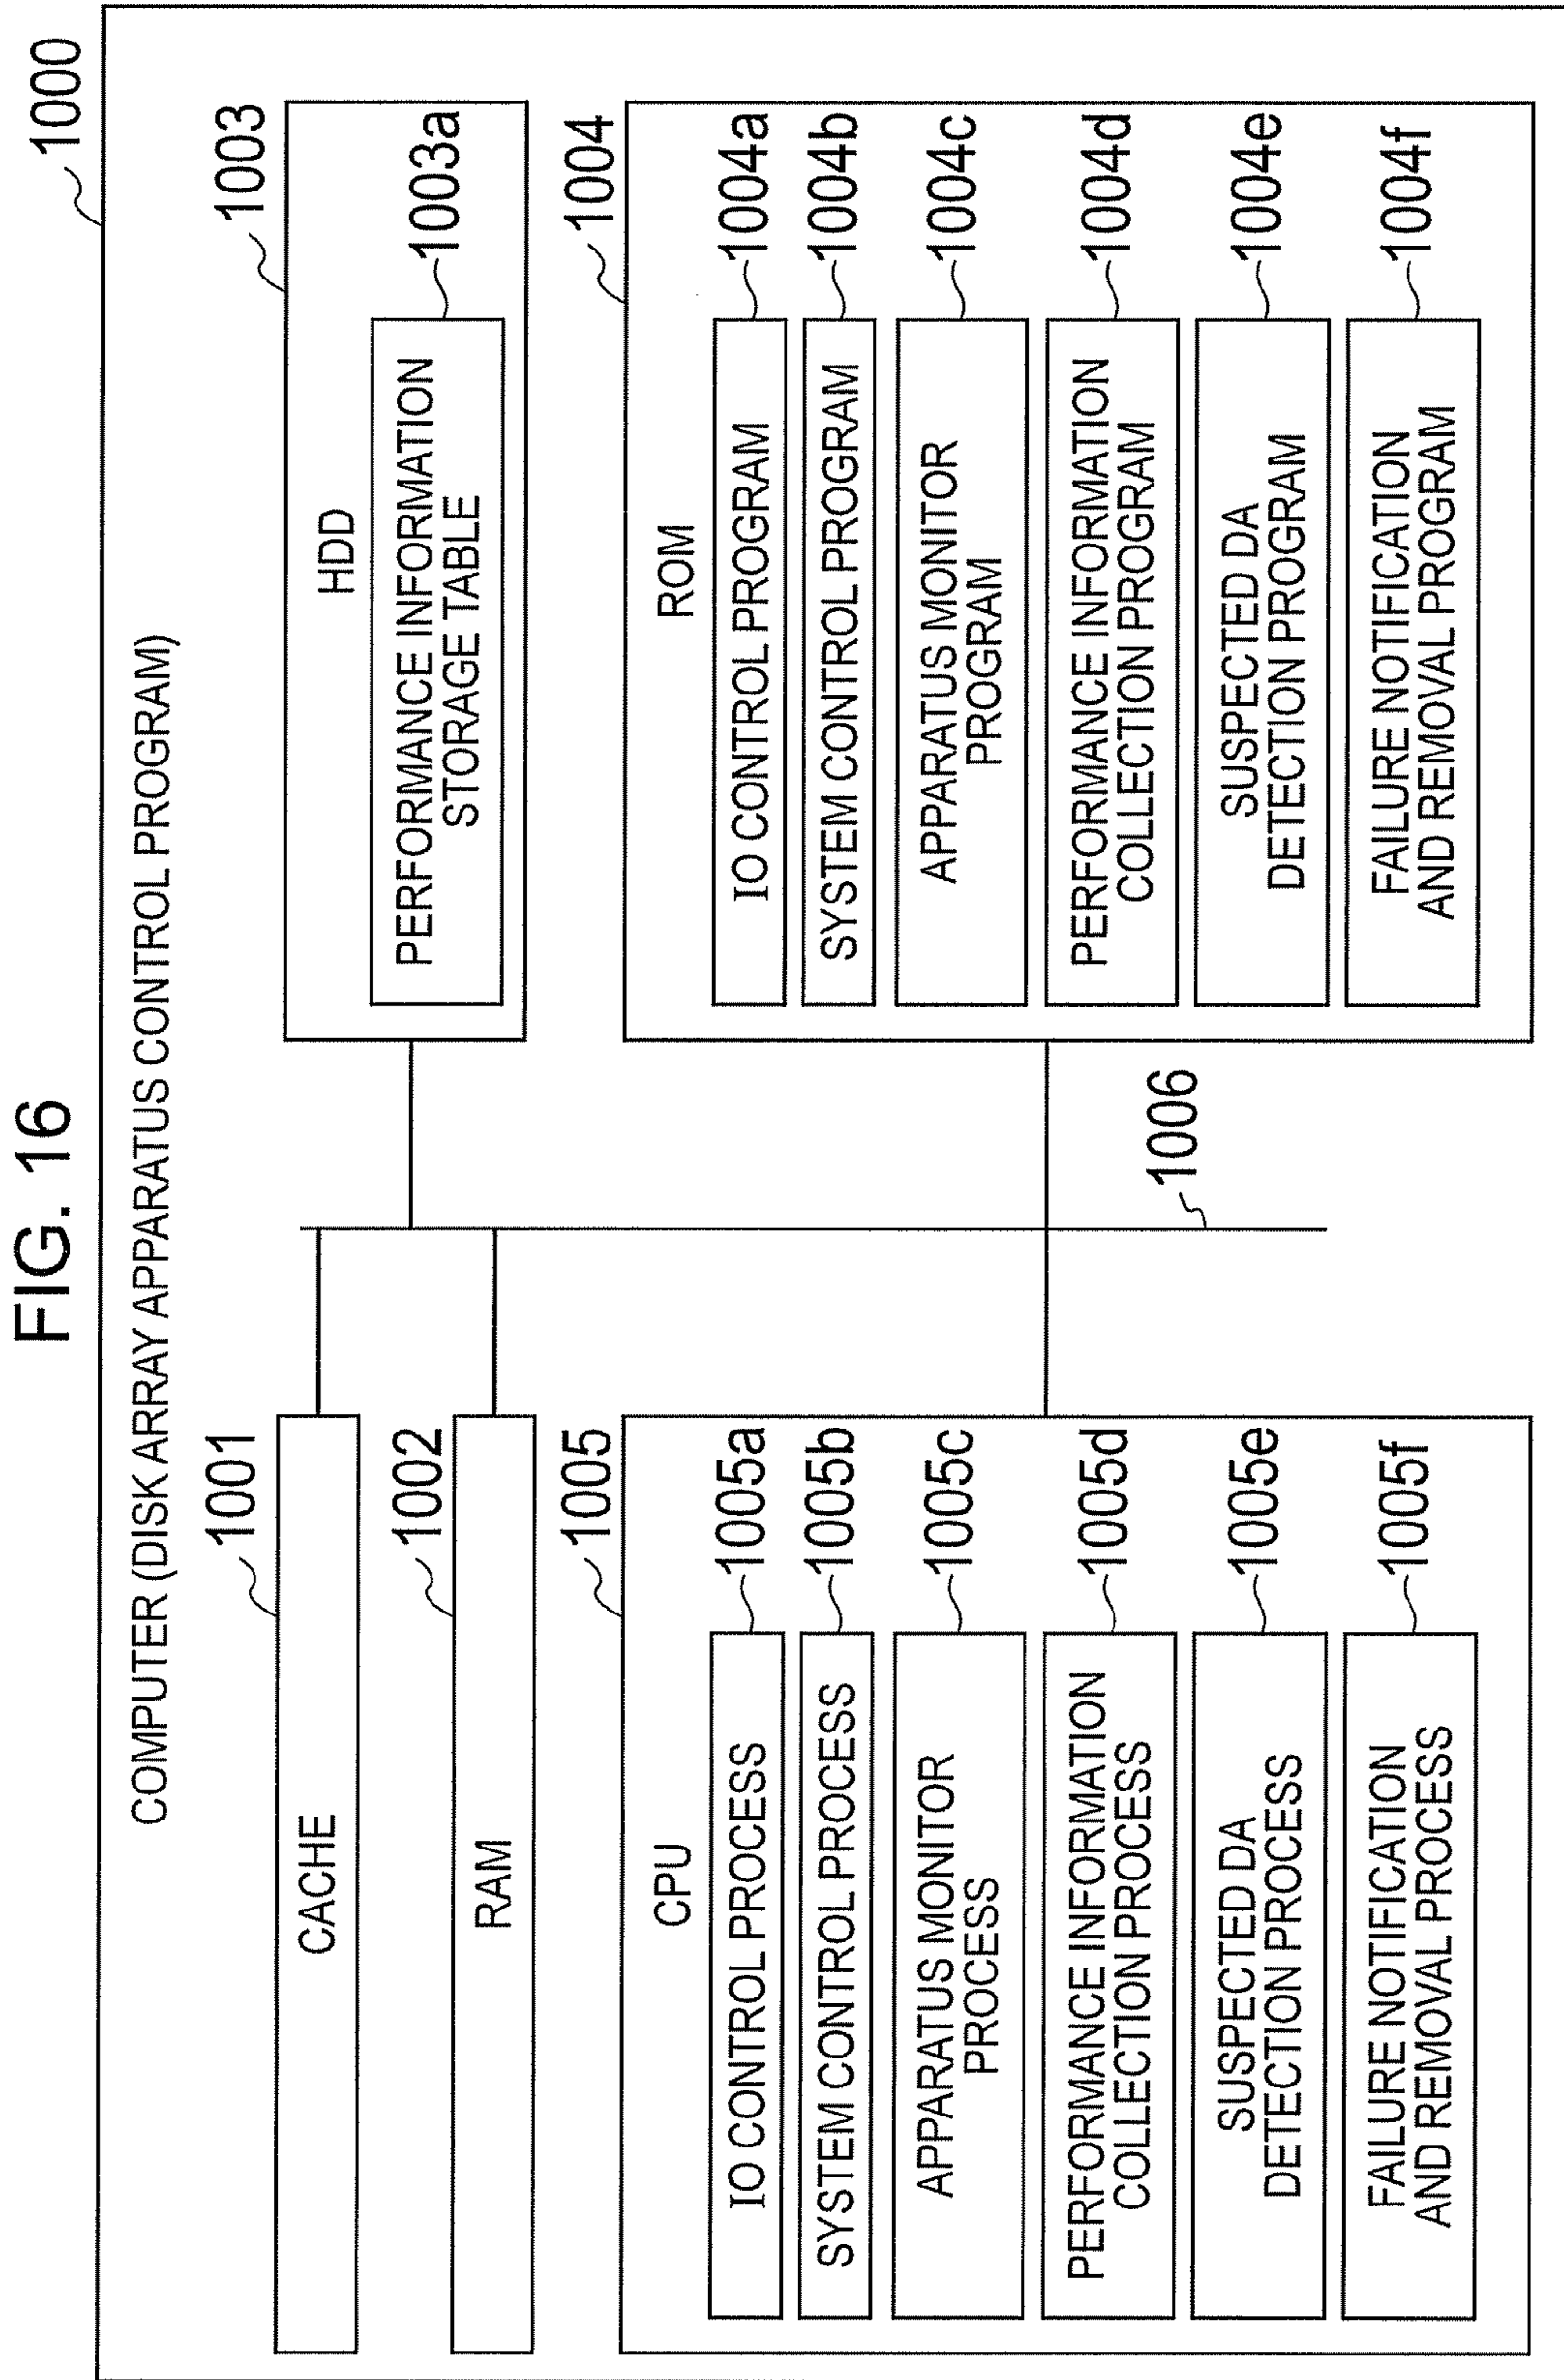 FIG. 16
1000
COMPUTER (DISK ARRAY APPARATUS CONTROL PROGRAM)
1001
CACHE
1002
RAM
1005
CPU
IO CONTROL PROCESS
1005a
SYSTEM CONTROL PROCESS
1005b
APPARATUS MONITOR
PROCESS
1005c
PERFORMANCE INFORMATION
COLLECTION PROCESS
1005d
SUSPECTED DA
DETECTION PROCESS
1005e
FAILURE NOTIFICATION
AND REMOVAL PROCESS
1005f
1006
1003
HDD
PERFORMANCE INFORMATION
STORAGE TABLE
1003a
1004
ROM
IO CONTROL PROGRAM
1004a
SYSTEM CONTROL PROGRAM
1004b
APPARATUS MONITOR
PROGRAM
1004c
PERFORMANCE INFORMATION
COLLECTION PROGRAM
1004d
SUSPECTED DA
DETECTION PROGRAM
1004e
FAILURE NOTIFICATION
AND REMOVAL PROGRAM
1004f